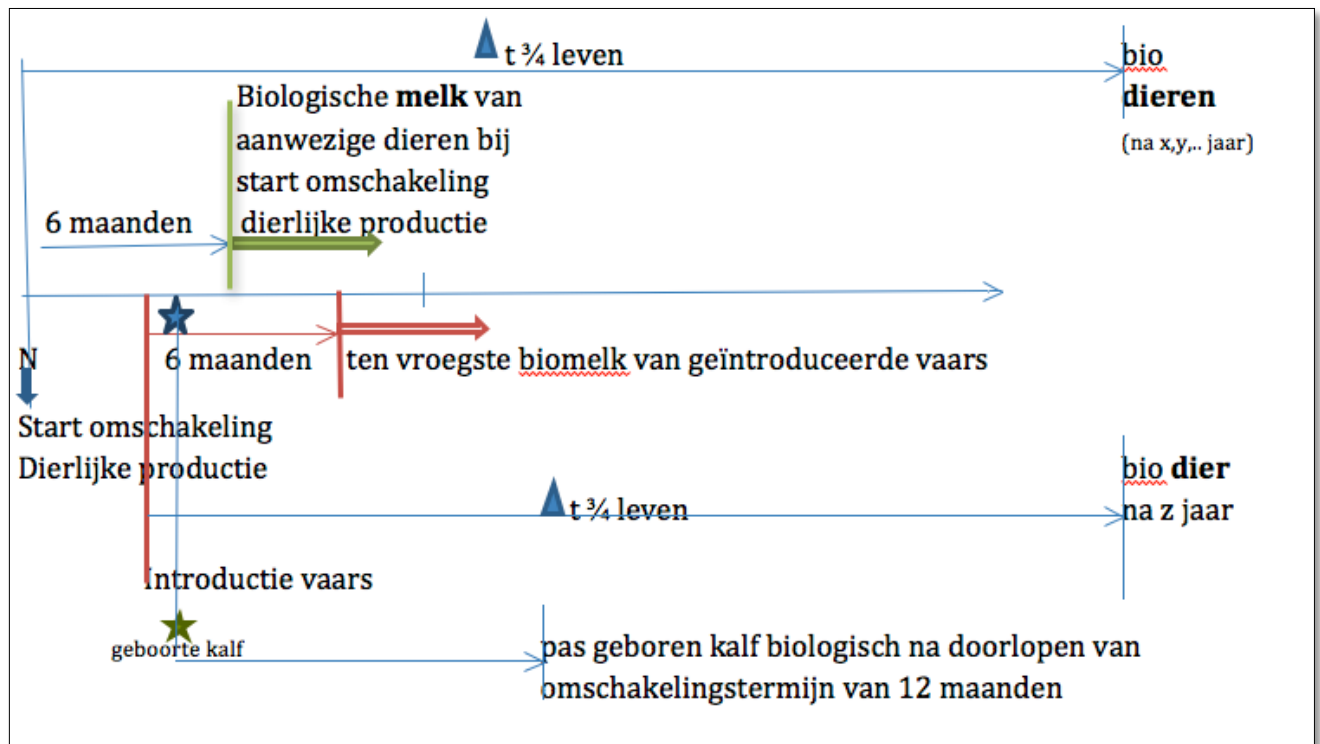 t ¾ leven
bio
dieren
(na x,y,.. jaar)
Biologische melk van
aanwezige dieren bij
start omschakeling
dierlijke productie
6 maanden
N
6 maanden
ten vroegste biomelk van geïntroduceerde vaars
Start omschakeling
Dierlijke productie
bio dier
na z jaar
t ¾ leven
introductie vaars
geboorte kalf
pas geboren kalf biologisch na doorlopen van
omschakelingstermijn van 12 maanden